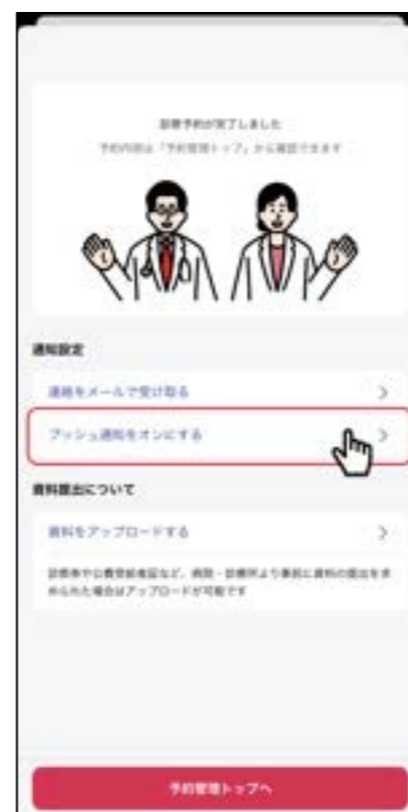 診察予約が完了しました
予約内容は「予約管理トップ」から確認できます
通知設定
連絡をメールで受け取る
プッシュ通知をオンにする
資料提出について
資料をアップロードする
診察券や公費受給者証など、病院・診療所より事前に資料の提出を求
められた場合はアップロードが可能です
予約管理トップへ